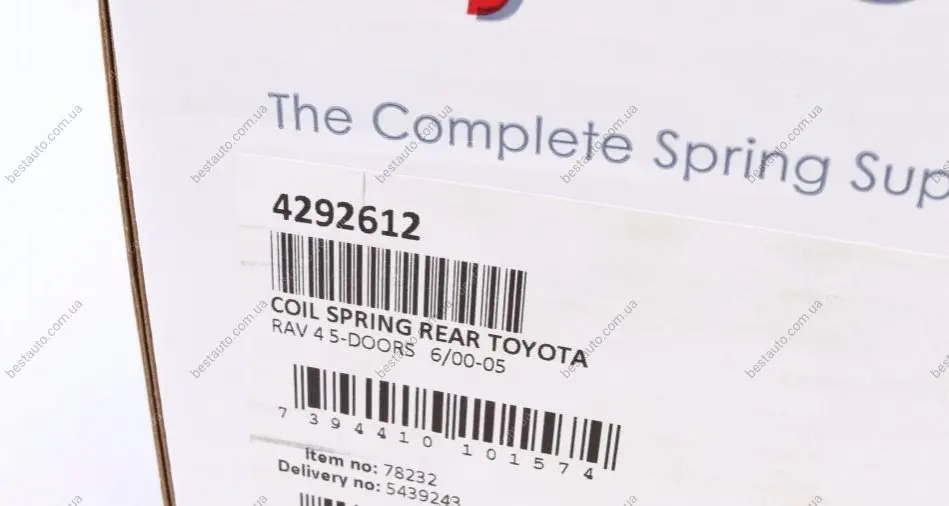 The Complete Spring Sup
4292612
COIL SPRING REAR TOYOTA
RAV 4 5-DOORS 6/00-05
7 394410 101574
Item no: 78232
Delivery no: 5439243
bestauto.com.ua